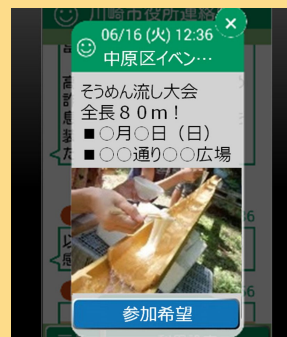 川崎市役所連絡
06/16 (火) 12:36
中原区イベン…
そうめん流し大会
全長８０ｍ！
■○月○日（日）
■○○通り○○広場
参加希望